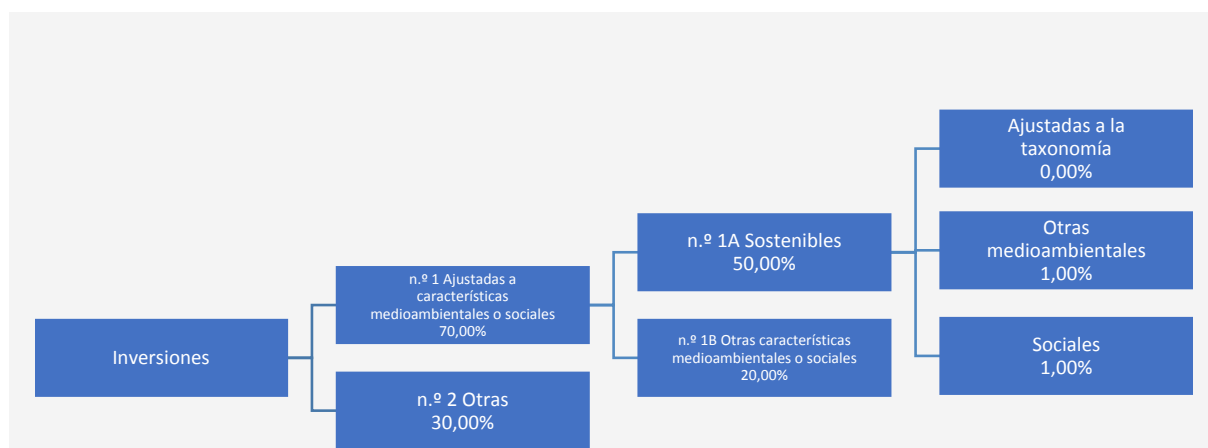 Inversiones
n.º 1 Ajustadas a
características
medioambientales o sociales
70,00%
n.º 2 Otras
30,00%
n.º 1A Sostenibles
50,00%
n.º 1B Otras características
medioambientales o sociales
20,00%
Ajustadas a la
taxonomía
0,00%
Otras
medioambientales
1,00%
Sociales
1,00%